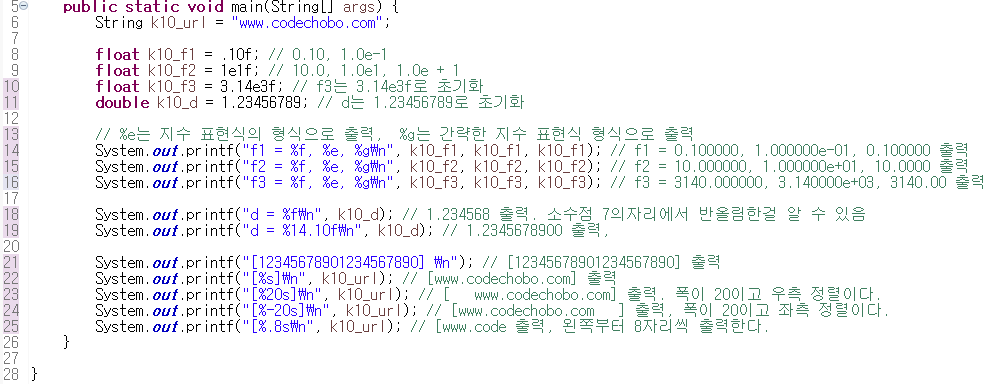 5 public static void main(String[] args) {
6 String k10_url = "www.codechobo.com";
7
8 float k10_f1 = .10f; // 0.10, 1.0e-1
9 float k10_f2 = 1e1f; // 10.0, 1.0e1, 1.0e + 1
10 float k10_f3 = 3.14e3f; // f3는 3.14e3f로 초기화
11 double k10_d = 1.23456789; // d는 1.23456789로 초기화
12
13 // %e는 지수 표현식의 형식으로 출력, %g는 간략한 지수 표현식 형식으로 출력
14 System.out.printf("f1 = %f, %e, %g₩n", k10_f1, k10_f1, k10_f1); // f1 = 0.100000, 1.000000e-01, 0.100000 출력
15 System.out.printf("f2 = %f, %e, %g₩n", k10_f2, k10_f2, k10_f2); // f2 = 10.000000, 1.000000e+01, 10.0000 출력
16 System.out.printf("f3 = %f, %e, %g₩n", k10_f3, k10_f3, k10_f3); // f3 = 3140.000000, 3.140000e+03, 3140.00 출력
17
18 System.out.printf("d = %f₩n", k10_d); // 1.234568 출력. 소수점 7의자리에서 반올림한걸 알 수 있음
19 System.out.printf("d = %14.10f₩n", k10_d); // 1.2345678900 출력,
20
21 System.out.printf("[12345678901234567890] ₩n"); // [12345678901234567890] 출력
22 System.out.printf("[%s]₩n", k10_url); // [www.codechobo.com] 출력
23 System.out.printf("[%20s]₩n", k10_url); // [   www.codechobo.com] 출력. 폭이 20이고 우측 정렬이다.
24 System.out.printf("[%-20s]₩n", k10_url); // [www.codechobo.com   ] 출력, 폭이 20이고 좌측 정렬이다.
25 System.out.printf("[%.8s₩n", k10_url); // [www.code 출력, 왼쪽부터 8자리씩 출력한다.
26 }
27
28 }